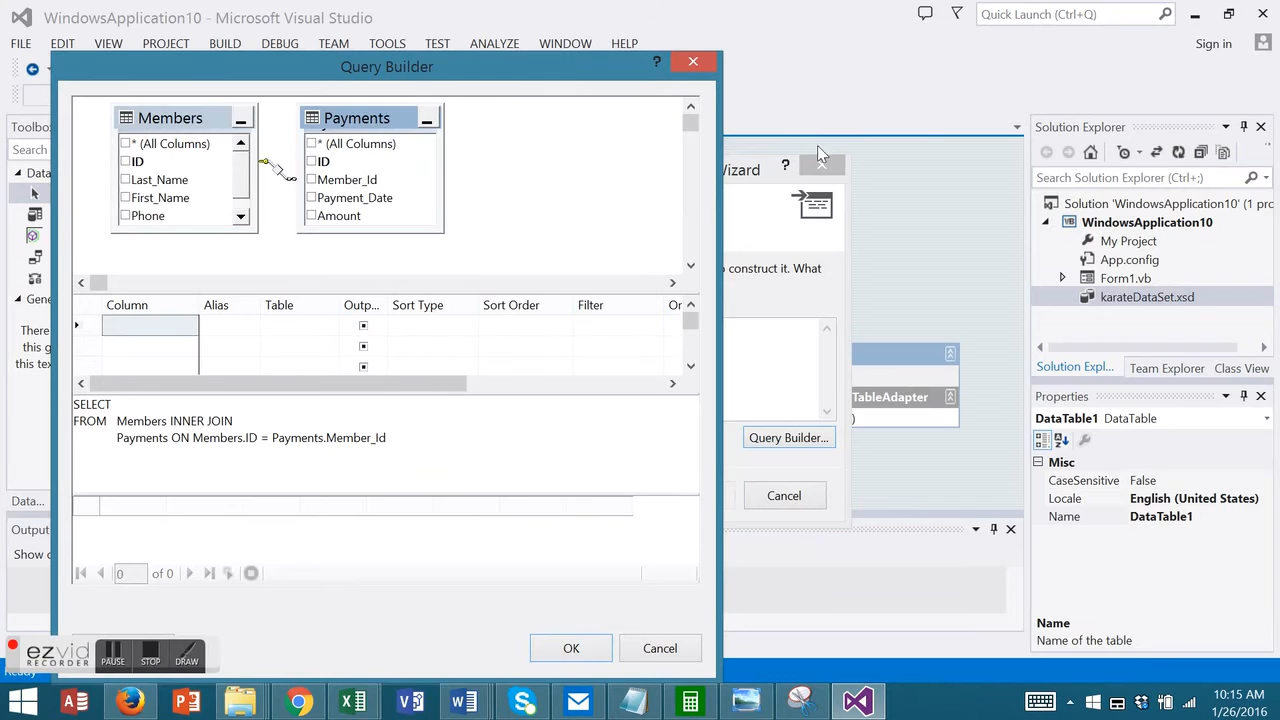 WindowsApplication10 - Microsoft Visual Studio
Quick Launch (Ctrl+Q)
FILE EDIT VIEW PROJECT BUILD DEBUG TEAM TOOLS TEST ANALYZE WINDOW HELP
Sign in
Query Builder
?
Toolbox
Search
Data
Members
* (All Columns)
ID
Last_Name
First_Name
Phone
Payments
* (All Columns)
ID
Member_Id
Payment_Date
Amount
Column Alias Table Outp... Sort Type Sort Order Filter Or
SELECT
FROM Members INNER JOIN
Payments ON Members.ID = Payments.Member_Id
0 of 0
OK
Cancel
Gene
There
this g
this tex
Data...
Output
Show o
Ready
izard ?
o construct it. What
Query Builder...
Cancel
TableAdapter
)
Solution Explorer
Search Solution Explorer (Ctrl+;)
Solution 'WindowsApplication10' (1 pro
VB WindowsApplication10
My Project
App.config
Form1.vb
karateDataSet.xsd
Solution Expl... Team Explorer Class View
Properties
DataTable1 DataTable
Misc
CaseSensitive False
Locale English (United States)
Name DataTable1
Name
Name of the table
ezvid
RECORDER
PAUSE STOP DRAW
10:15 AM
1/26/2016